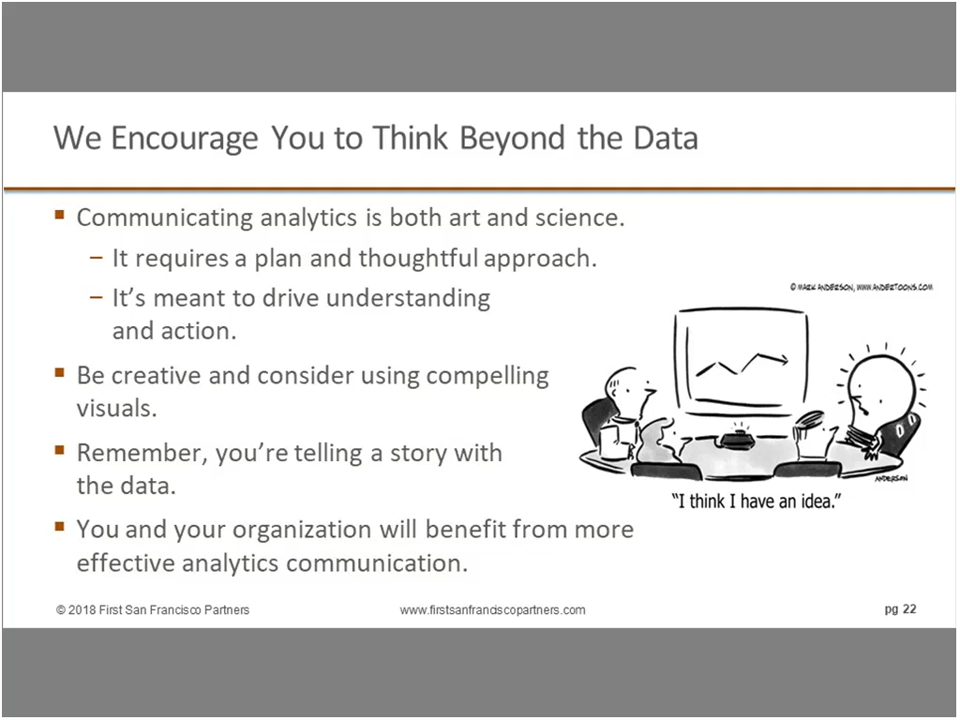 We Encourage You to Think Beyond the Data
▪ Communicating analytics is both art and science.
– It requires a plan and thoughtful approach.
– It’s meant to drive understanding
and action.
▪ Be creative and consider using compelling
visuals.
▪ Remember, you’re telling a story with
the data.
▪ You and your organization will benefit from more
effective analytics communication.
© MARK ANDERSON, WWW.ANDERTOONS.COM
ANDERSON
“I think I have an idea.”
© 2018 First San Francisco Partners
www.firstsanfranciscopartners.com
pg 22